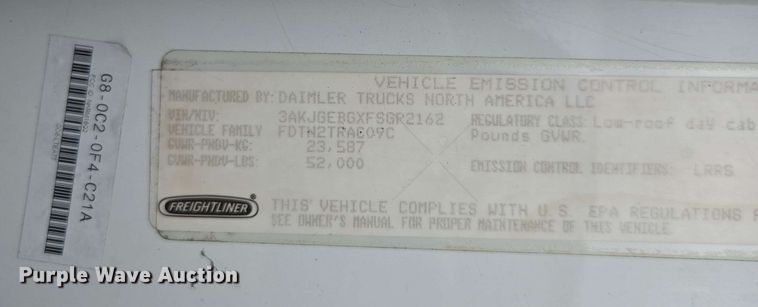 G8-0C2-0F4-C21A
VEHICLE EMISSION CONTROL INFORMA
MANUFACTURED BY: DAIMLER TRUCKS NORTH AMERICA LLC
VIN/NIV: 3AKJGEBGXFSGR2162 REGULATORY CLASS: Low-roof day cab
VEHICLE FAMILY FDTN2TRAC09C Pounds GVWR.
GVWR-PNBV-KG: 23,587
GVWR-PNBV-LBS: 52,000 EMISSION CONTROL IDENTIFIERS: LRRS
FREIGHTLINER
THIS VEHICLE COMPLIES WITH U.S. EPA REGULATIONS F
SEE OWNER'S MANUAL FOR PROPER MAINTENANCE OF THIS VEHICLE
Purple Wave Auction